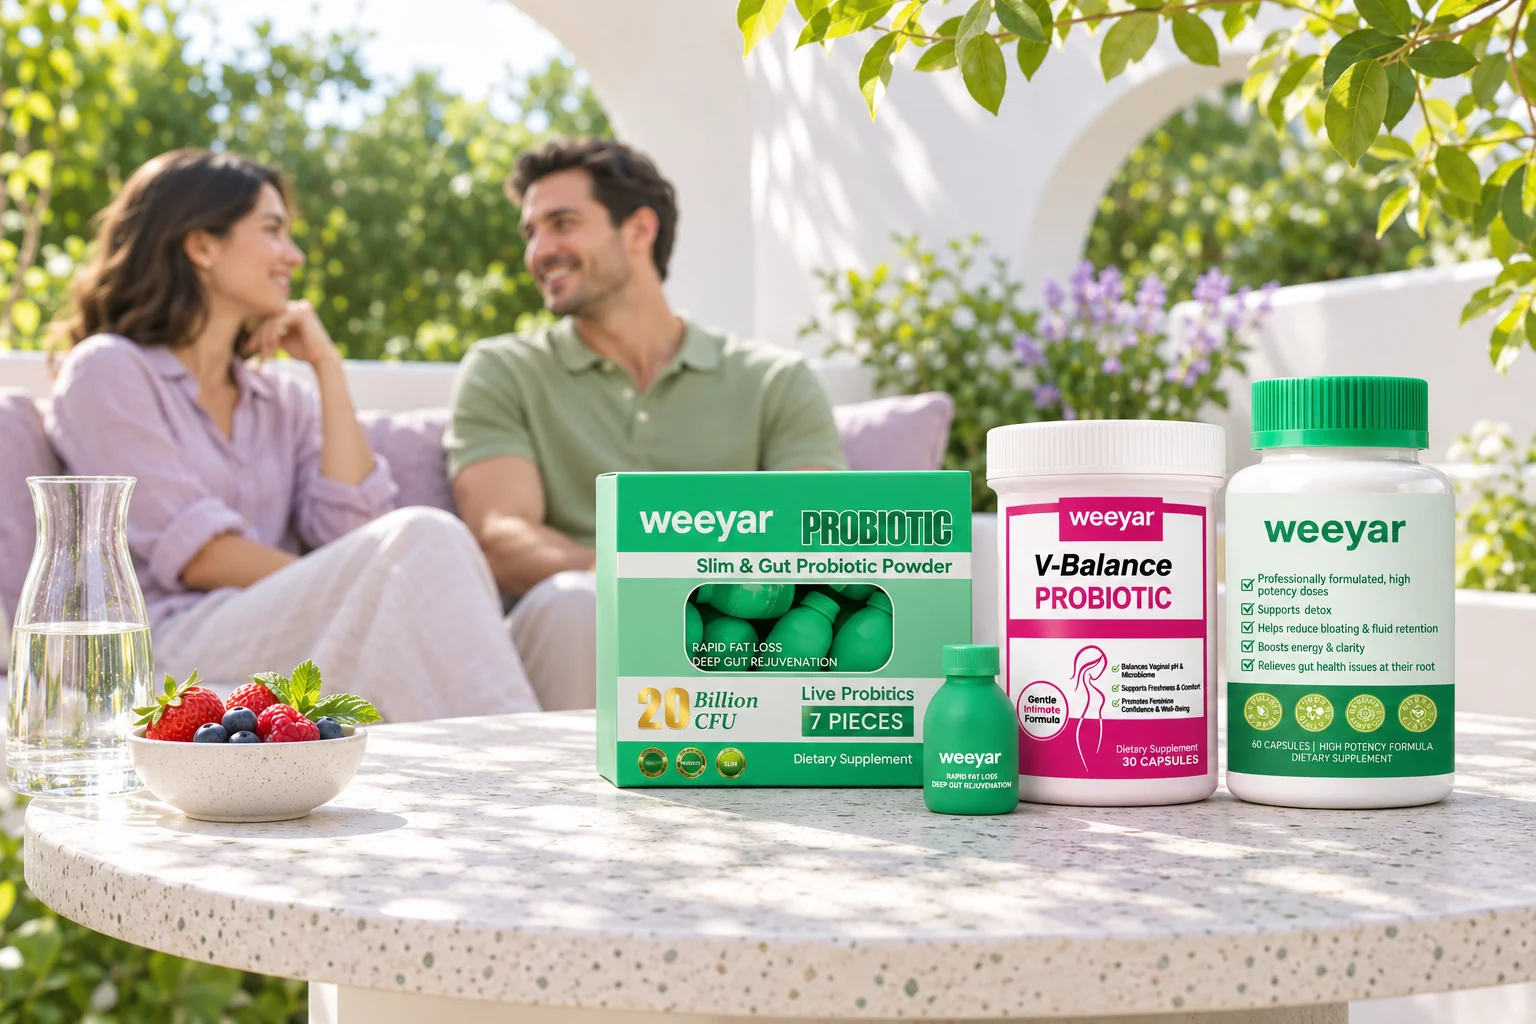 weeyar PROBIOTIC
Slim & Gut Probiotic Powder
RAPID FAT LOSS
DEEP GUT REJUVENATION
20 Billion
CFU
Live Probiotics
7 PIECES
SLIM
Dietary Supplement
weeyar
RAPID FAT LOSS
DEEP GUT REJUVENATION
weeyar
V-Balance
PROBIOTIC
Gentle
Intimate
Formula
Balances Vaginal pH &
Microbiome
Supports Freshness & Comfort
Promotes Feminine
Confidence & Well-Being
Dietary Supplement
30 CAPSULES
weeyar
Professionally formulated, high
potency doses
Supports detox
Helps reduce bloating & fluid retention
Boosts energy & clarity
Relieves gut health issues at their root
60 CAPSULES | HIGH POTENCY FORMULA
DIETARY SUPPLEMENT